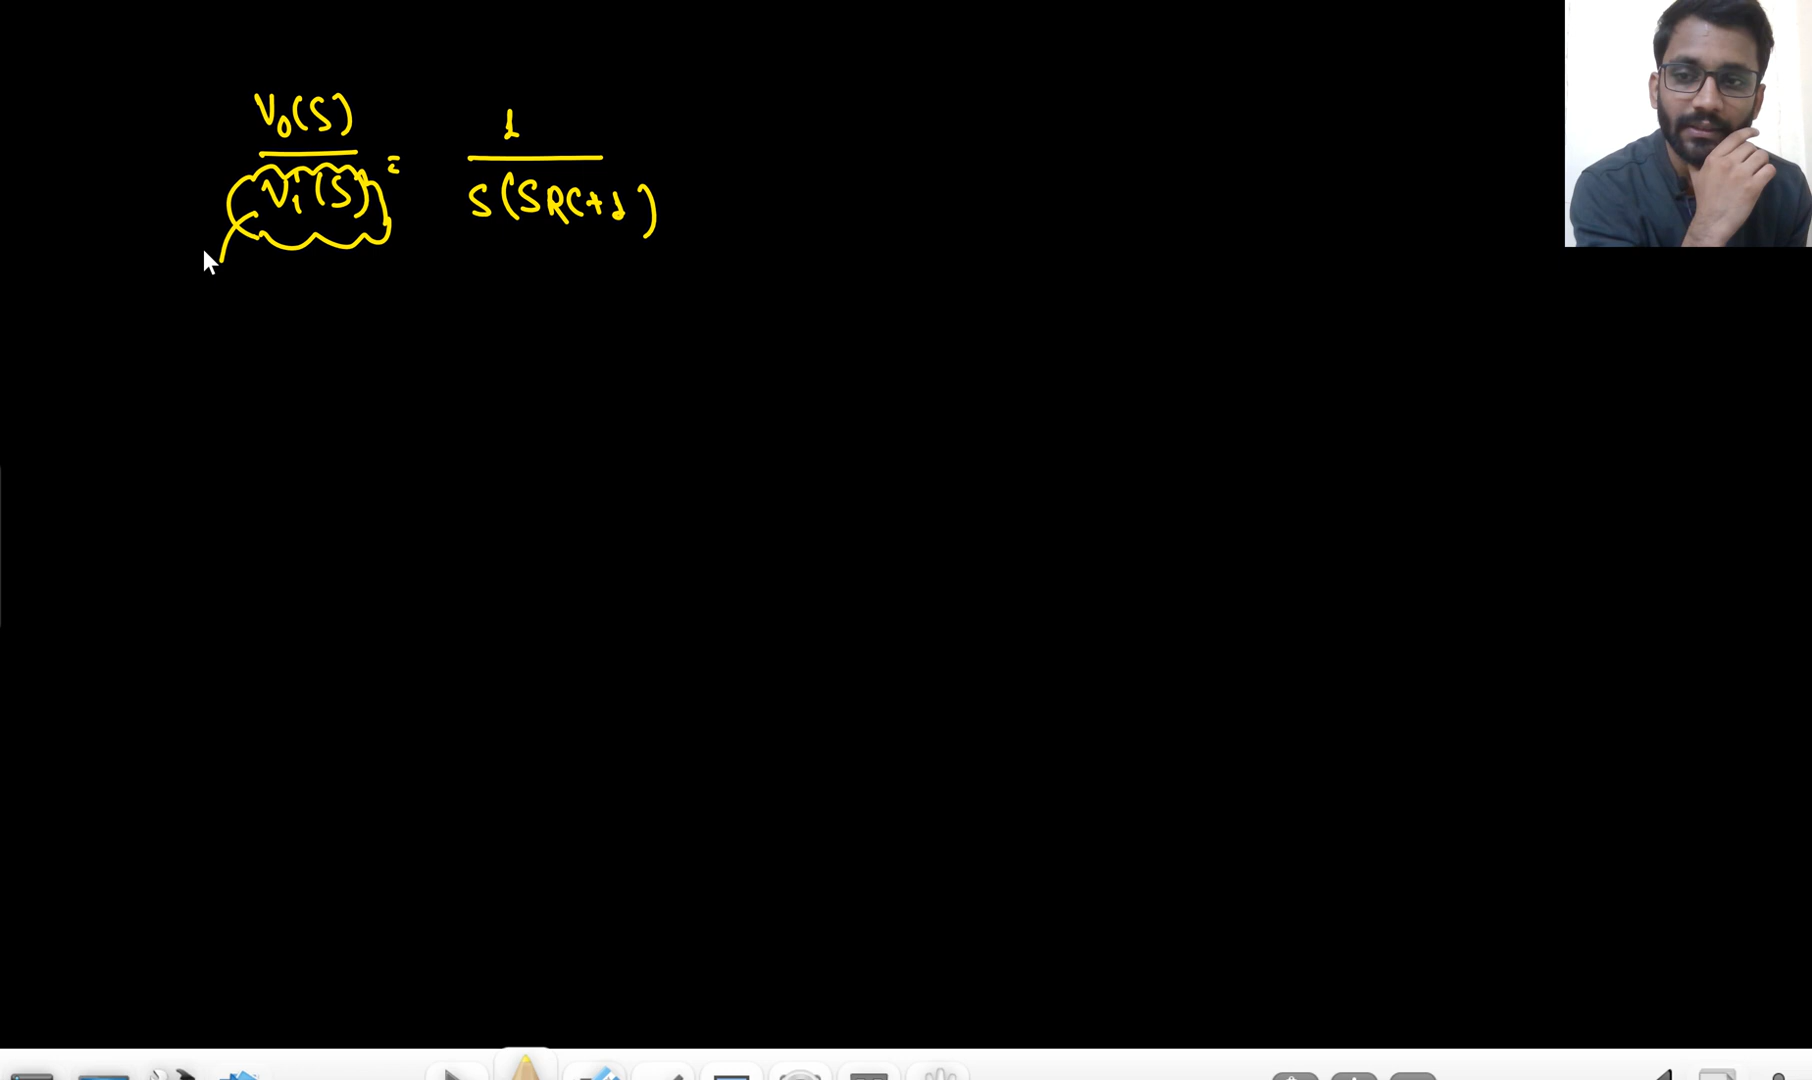 V₀(S) = 1
Vi(S) S(SRC+1)